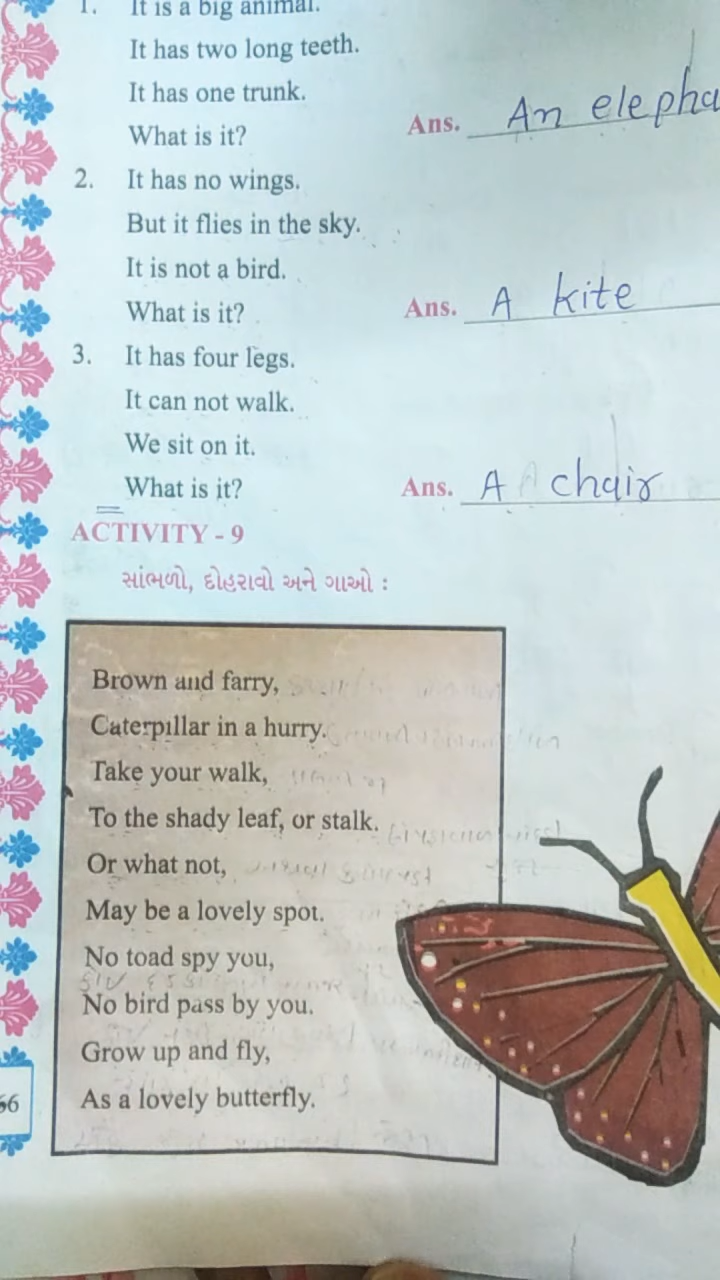 1. It is a big animal.
It has two long teeth.
It has one trunk.
What is it?
Ans. An elepha
2. It has no wings.
But it flies in the sky.
It is not a bird.
What is it?
Ans. A kite
3. It has four legs.
It can not walk.
We sit on it.
What is it?
Ans. A chair
ACTIVITY - 9
સાંભળો, દોહરાવો અને ગાઓ :
Brown and farry,
Caterpillar in a hurry.
Take your walk,
To the shady leaf, or stalk.
Or what not,
May be a lovely spot.
No toad spy you,
No bird pass by you.
Grow up and fly,
As a lovely butterfly.
66